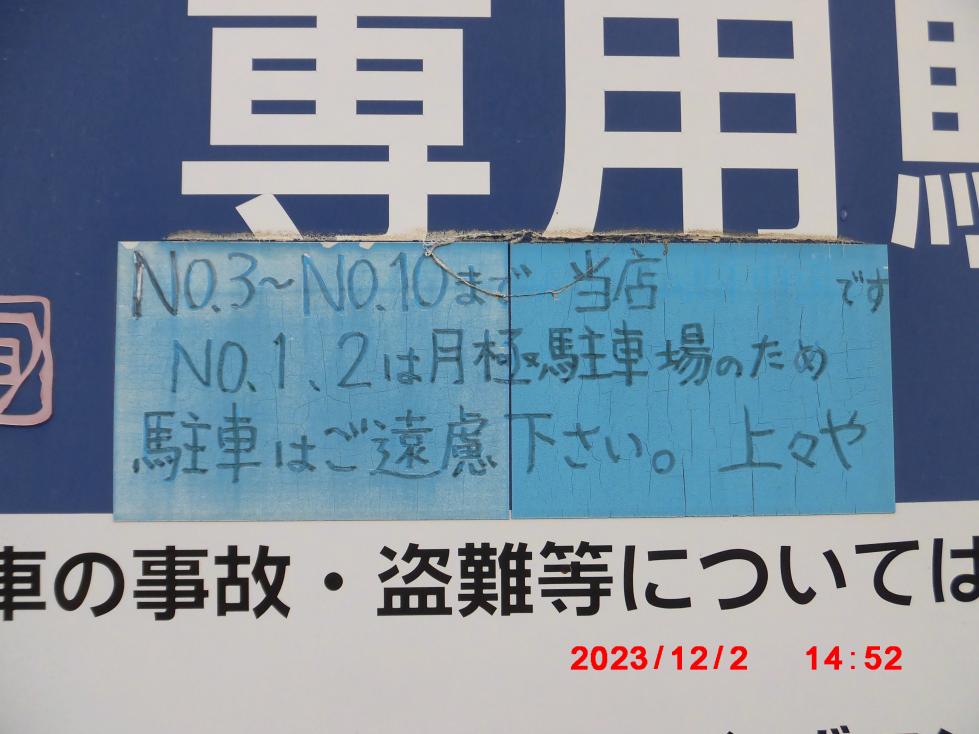 専用駐
NO.3～NO.10まで 当店 です
NO.1、2は月極駐車場のため
駐車はご遠慮下さい。 上々や
車の事故・盗難等については
2023/12/2 14:52